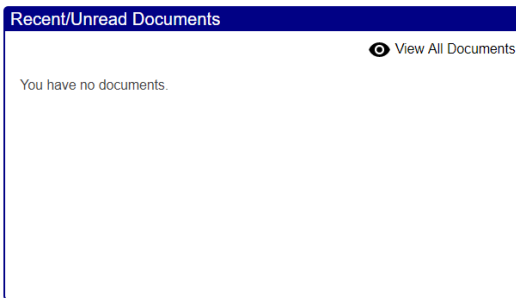 Recent/Unread Documents
View All Documents
You have no documents.